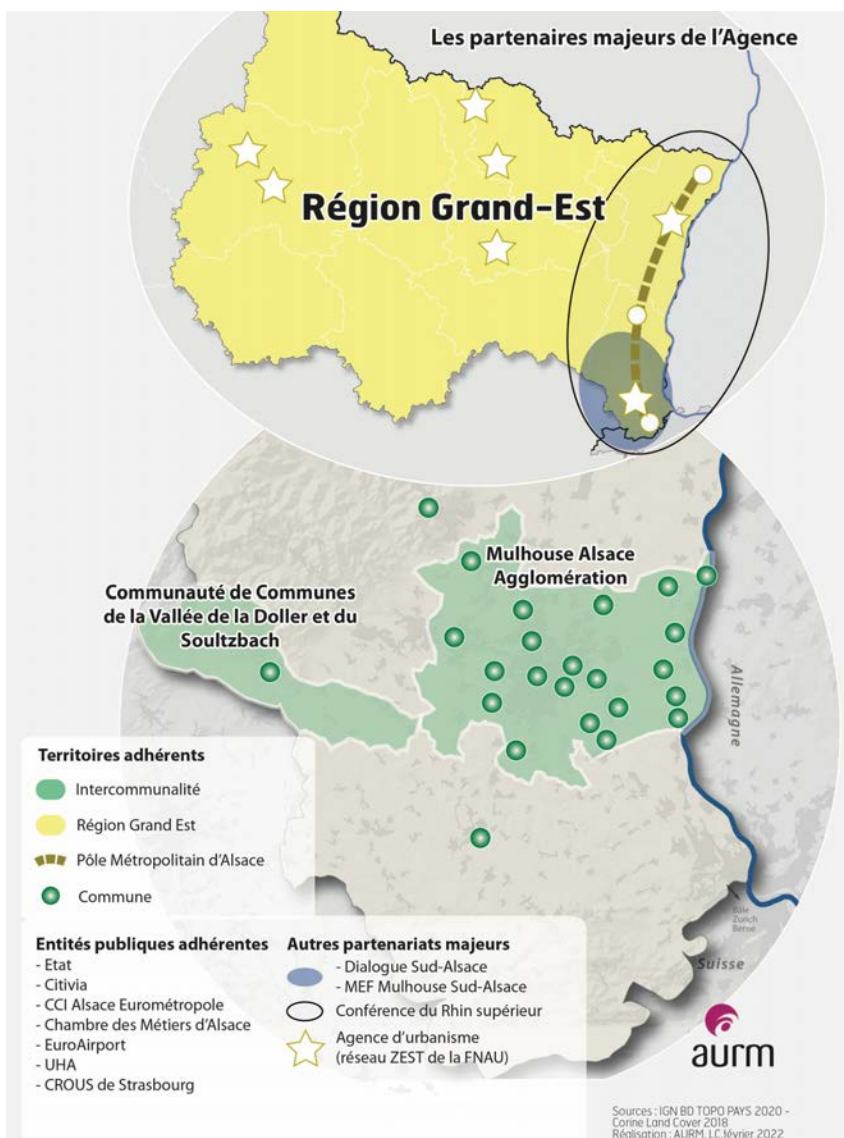 Les partenaires majeurs de l'Agence
Région Grand-Est
Mulhouse Alsace
Agglomération
Communauté de Communes
de la Vallée de la Doller et du
Soultzbach
Allemagne
Territoires adhérents
Intercommunalité
Région Grand Est
Pôle Métropolitain d'Alsace
Commune
Bâle
Zurich
Berne
Suisse
Entités publiques adhérentes
- Etat
- Citivia
- CCI Alsace Eurométropole
- Chambre des Métiers d'Alsace
- EuroAirport
- UHA
- CROUS de Strasbourg
Autres partenariats majeurs
- Dialogue Sud-Alsace
- MEF Mulhouse Sud-Alsace
Conférence du Rhin supérieur
Agence d'urbanisme
(réseau ZEST de la FNAU)
aurm
Sources : IGN BD TOPO PAYS 2020 -
Corine Land Cover 2018
Réalisation : AURM, LC,février 2022